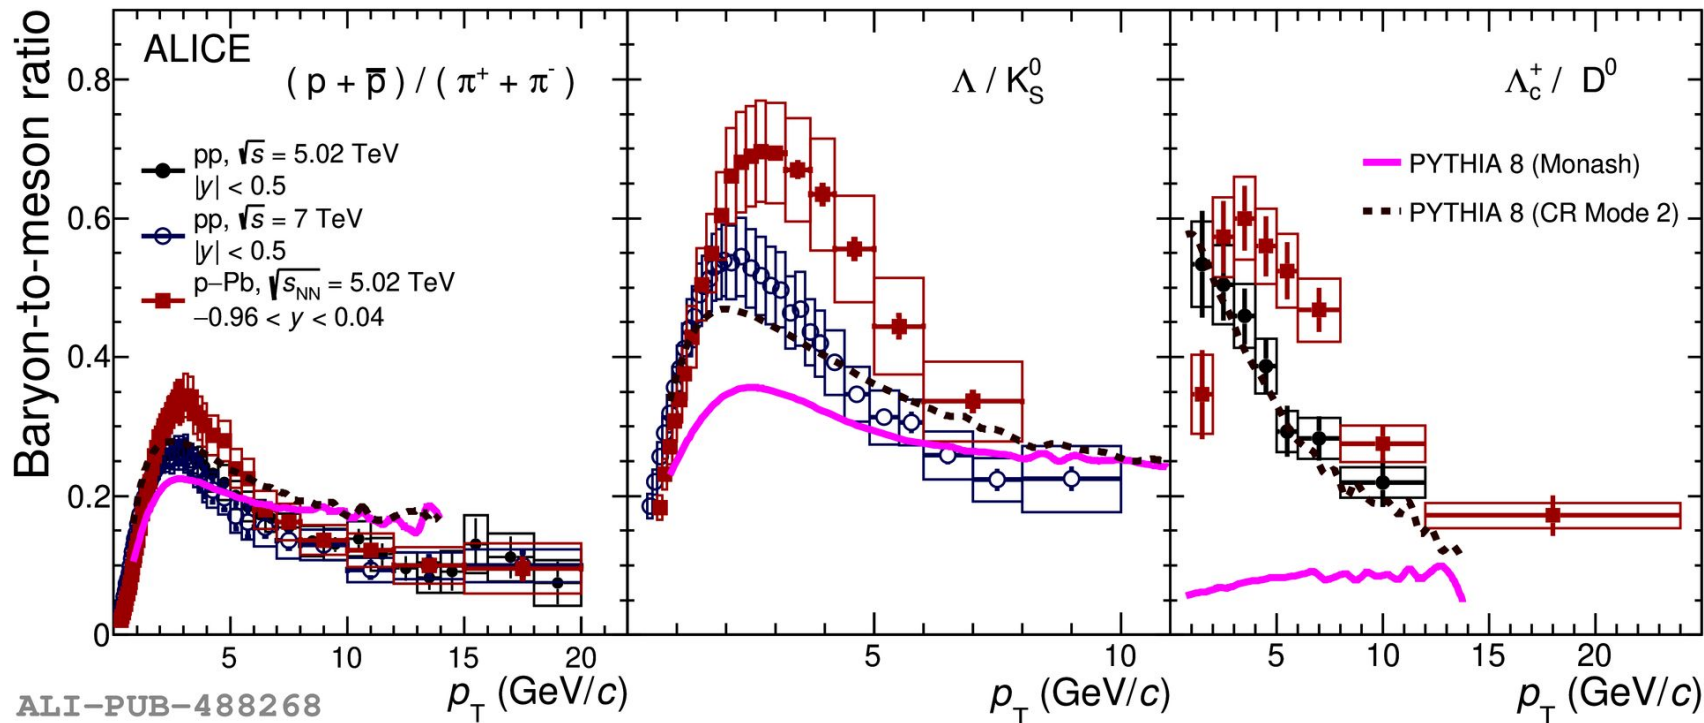 Baryon-to-meson ratio
0.8
0.6
0.4
0.2
0
ALICE
( p + p̅ ) / ( π⁺ + π⁻ )
pp, √s = 5.02 TeV
|y| < 0.5
pp, √s = 7 TeV
|y| < 0.5
p−Pb, √sNN = 5.02 TeV
−0.96 < y < 0.04
5 10 15 20
pT (GeV/c)
Λ / K⁰S
5 10
pT (GeV/c)
Λ⁺c / D⁰
PYTHIA 8 (Monash)
PYTHIA 8 (CR Mode 2)
5 10 15 20
pT (GeV/c)
ALI−PUB−488268